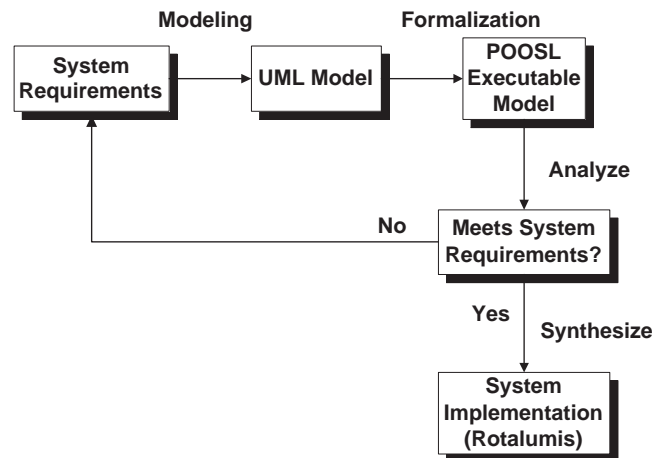 Modeling
Formalization
System
Requirements
UML Model
POOSL
Executable
Model
Analyze
No
Meets System
Requirements?
Yes
Synthesize
System
Implementation
(Rotalumis)